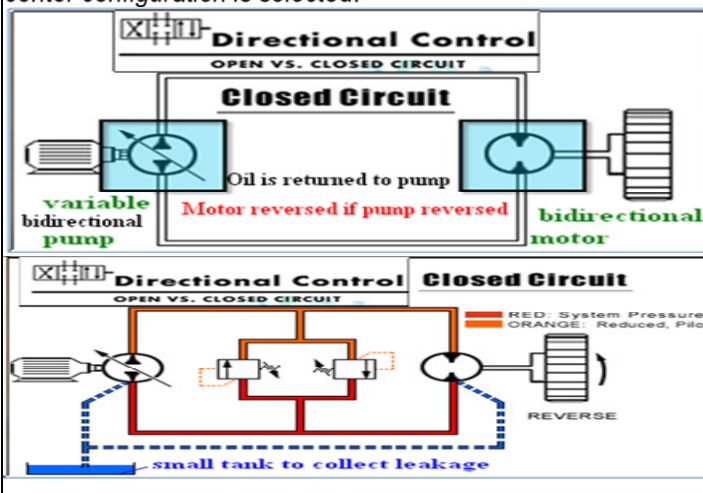 center configuration is selected.
Directional Control
OPEN VS. CLOSED CIRCUIT
Closed Circuit
Oil is returned to pump
Motor reversed if pump reversed
variable
bidirectional
pump
bidirectional
motor
Directional Control
OPEN VS. CLOSED CIRCUIT
Closed Circuit
RED: System Pressure
ORANGE: Reduced, Pilo
REVERSE
small tank to collect leakage